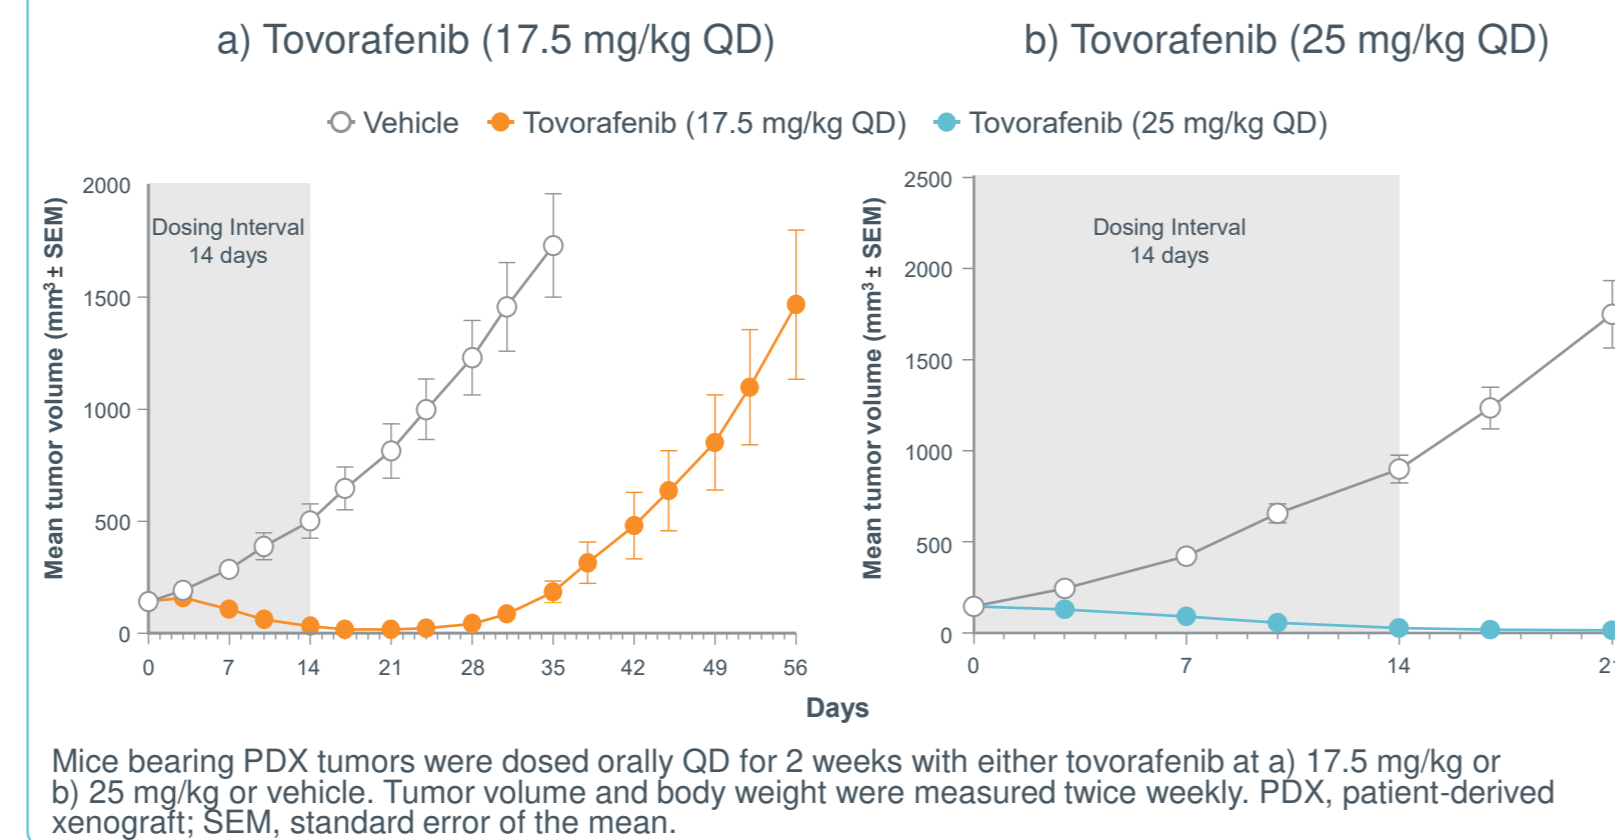 a) Tovorafenib (17.5 mg/kg QD)
b) Tovorafenib (25 mg/kg QD)
Vehicle
Tovorafenib (17.5 mg/kg QD)
Tovorafenib (25 mg/kg QD)
Mean tumor volume (mm³ ± SEM)
2000
1500
1000
500
0
Dosing Interval
14 days
0 7 14 21 28 35 42 49 56
Mean tumor volume (mm³ ± SEM)
2500
2000
1500
1000
500
0
Dosing Interval
14 days
0 7 14 21
Days
Mice bearing PDX tumors were dosed orally QD for 2 weeks with either tovorafenib at a) 17.5 mg/kg or
b) 25 mg/kg or vehicle. Tumor volume and body weight were measured twice weekly. PDX, patient-derived
xenograft; SEM, standard error of the mean.